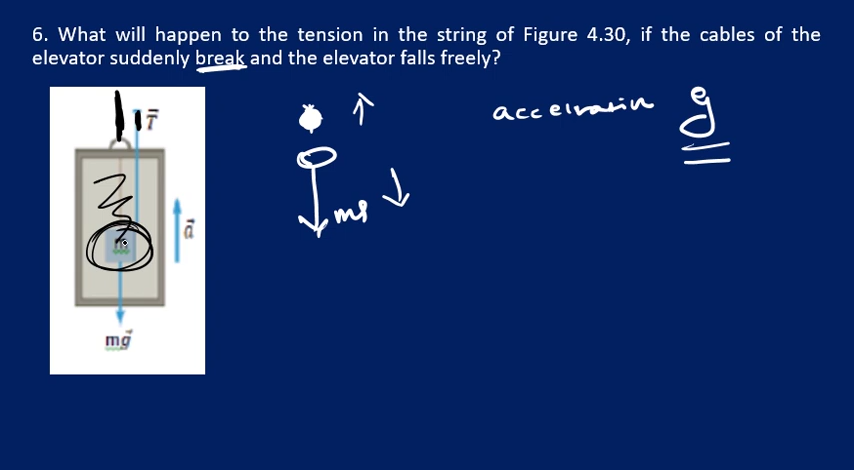 6. What will happen to the tension in the string of Figure 4.30, if the cables of the
elevator suddenly break and the elevator falls freely?
T
accelration g
mg
a
m
mg